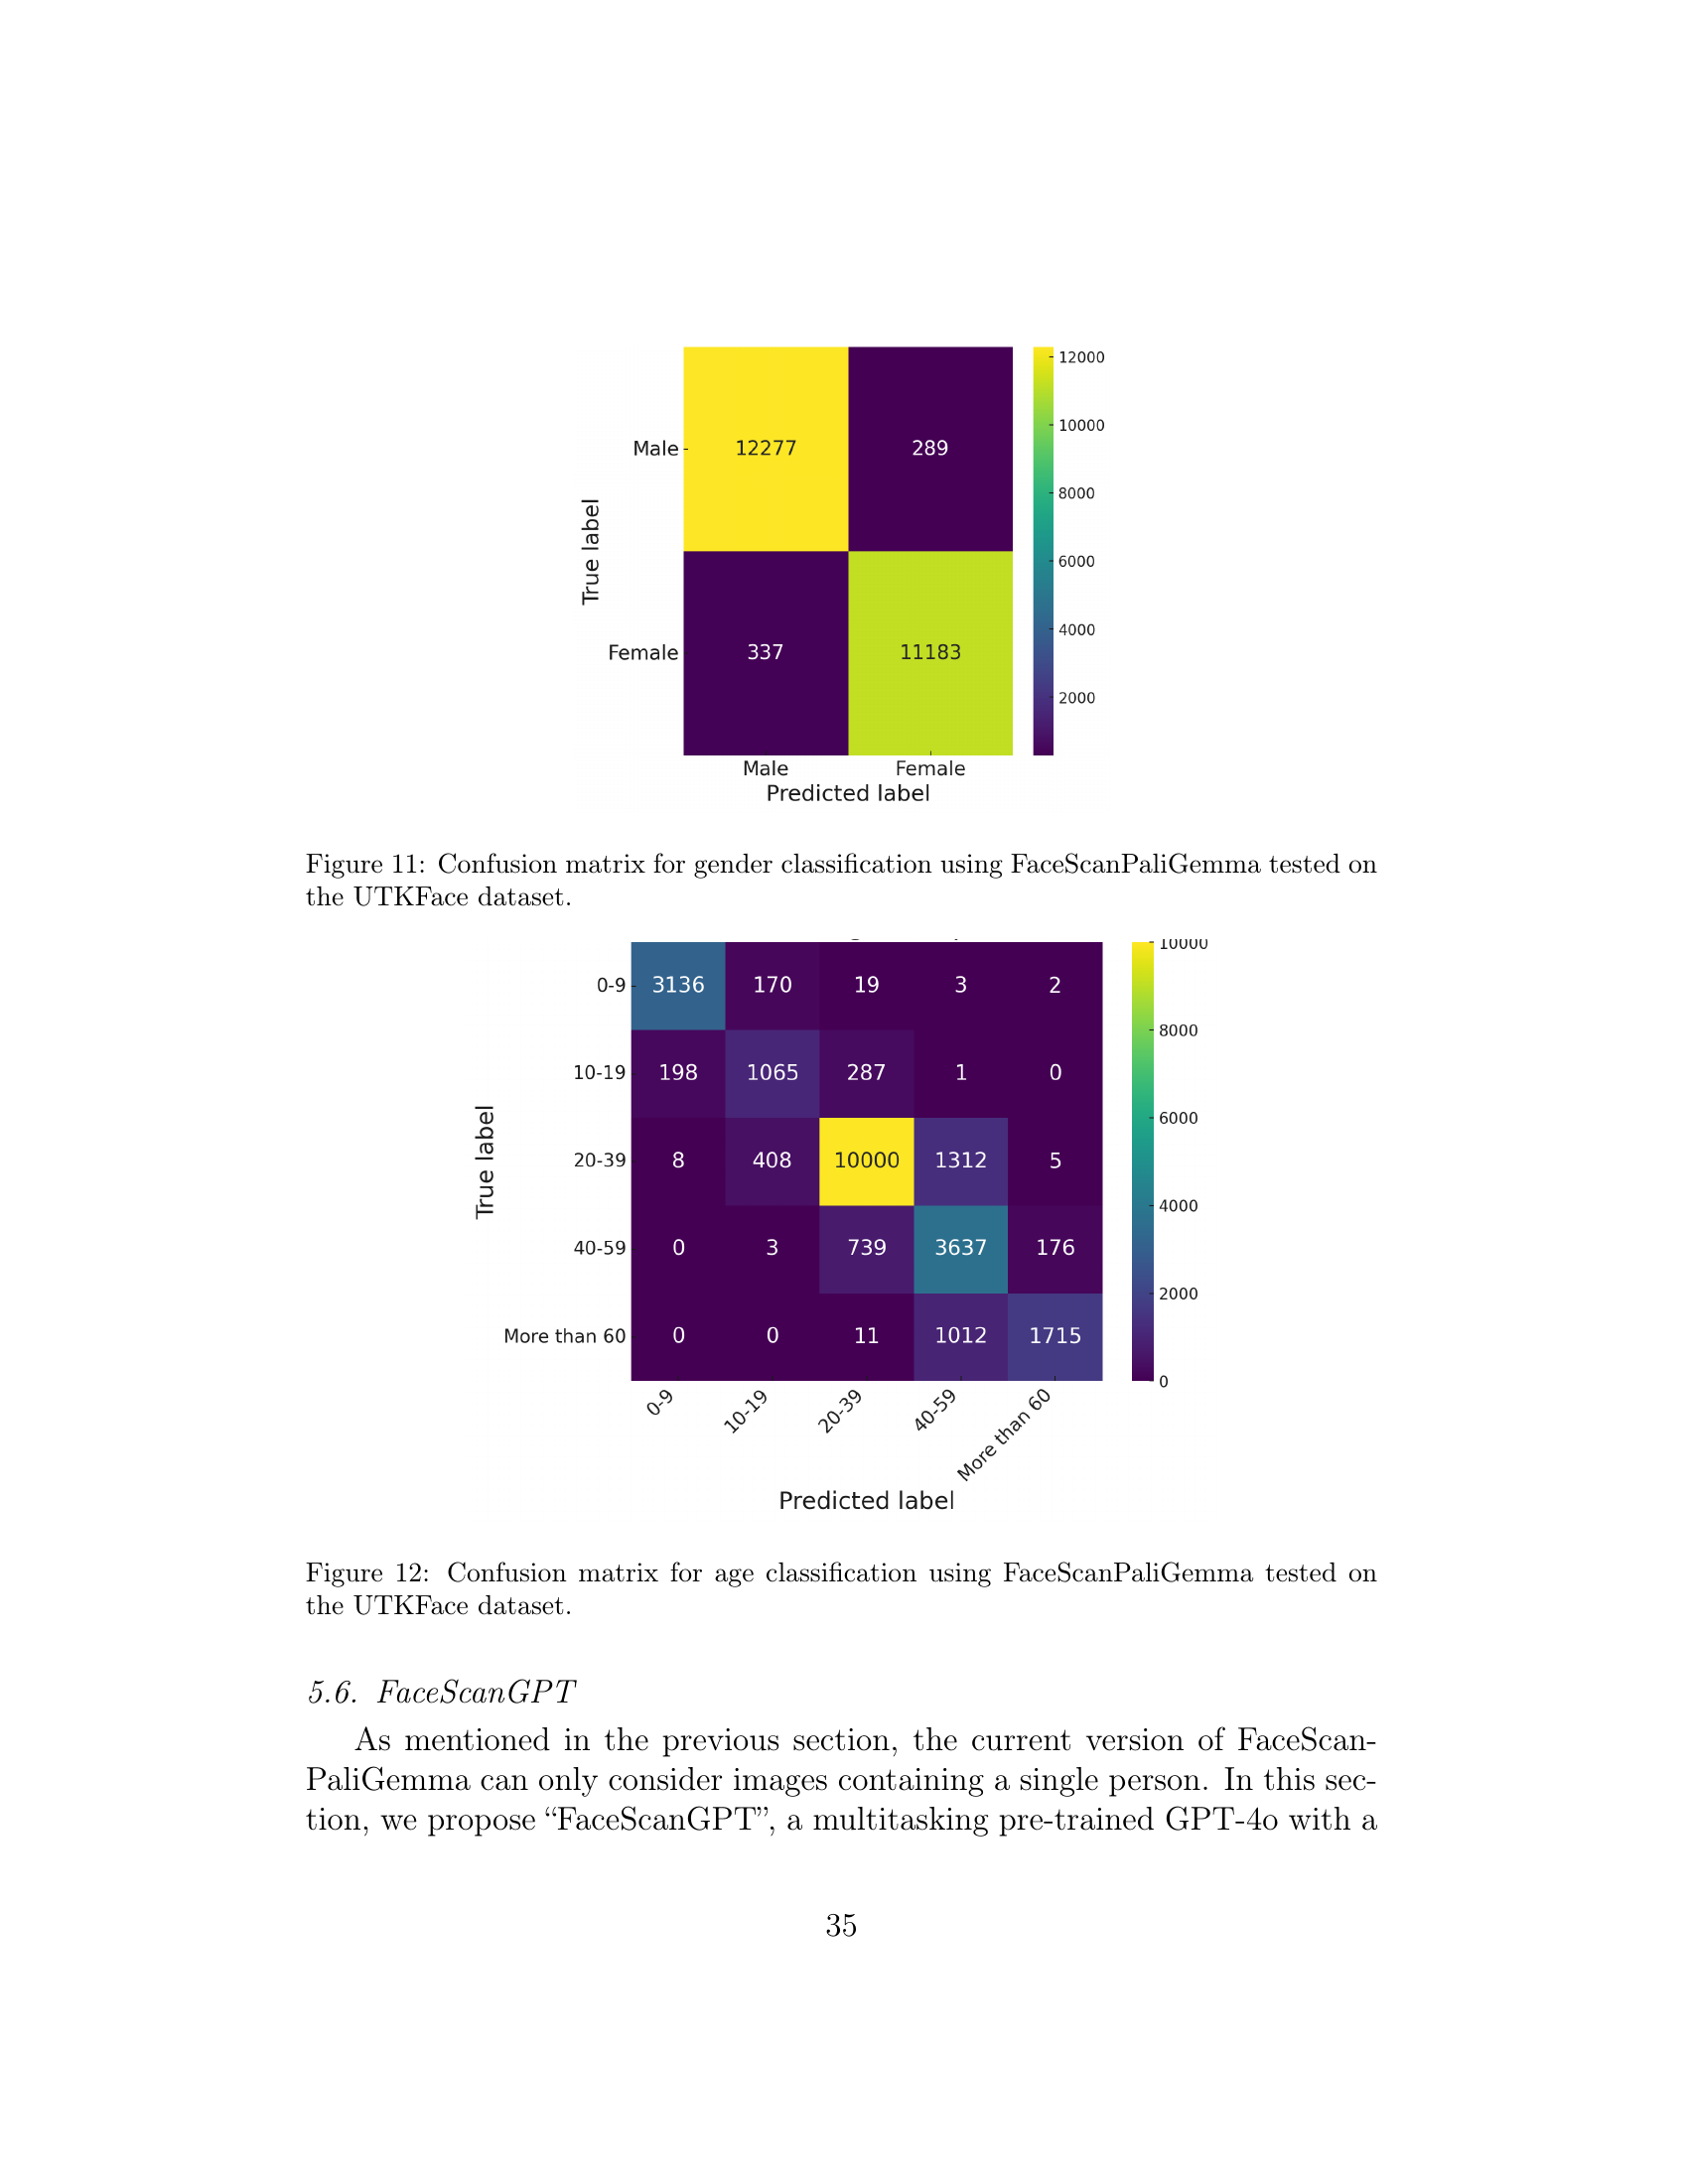 12000
10000
8000
6000
4000
2000
Male 12277 289
Female 337 11183
True label
Male Female
Predicted label
Figure 11: Confusion matrix for gender classification using FaceScanPaliGemma tested on
the UTKFace dataset.
10000
8000
6000
4000
2000
0
0-9 3136 170 19 3 2
10-19 198 1065 287 1 0
20-39 8 408 10000 1312 5
40-59 0 3 739 3637 176
More than 60 0 0 11 1012 1715
True label
0-9 10-19 20-39 40-59 More than 60
Predicted label
Figure 12: Confusion matrix for age classification using FaceScanPaliGemma tested on
the UTKFace dataset.
5.6. FaceScanGPT
As mentioned in the previous section, the current version of FaceScan-
PaliGemma can only consider images containing a single person. In this sec-
tion, we propose “FaceScanGPT”, a multitasking pre-trained GPT-4o with a
35